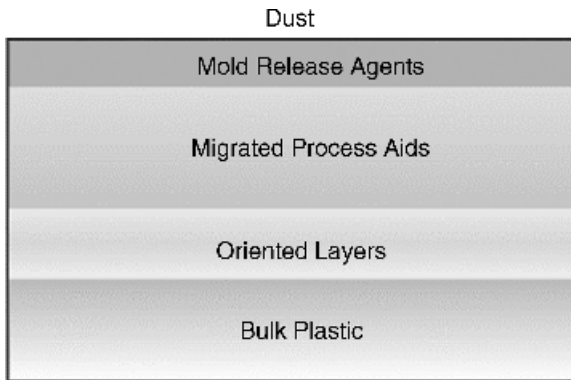 Dust
Mold Release Agents
Migrated Process Aids
Oriented Layers
Bulk Plastic